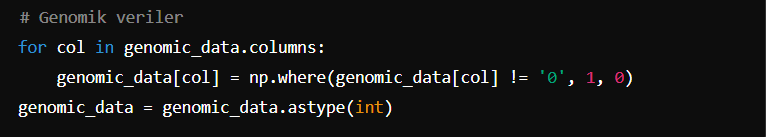 # Genomik veriler
for col in genomic_data.columns:
    genomic_data[col] = np.where(genomic_data[col] != '0', 1, 0)
genomic_data = genomic_data.astype(int)